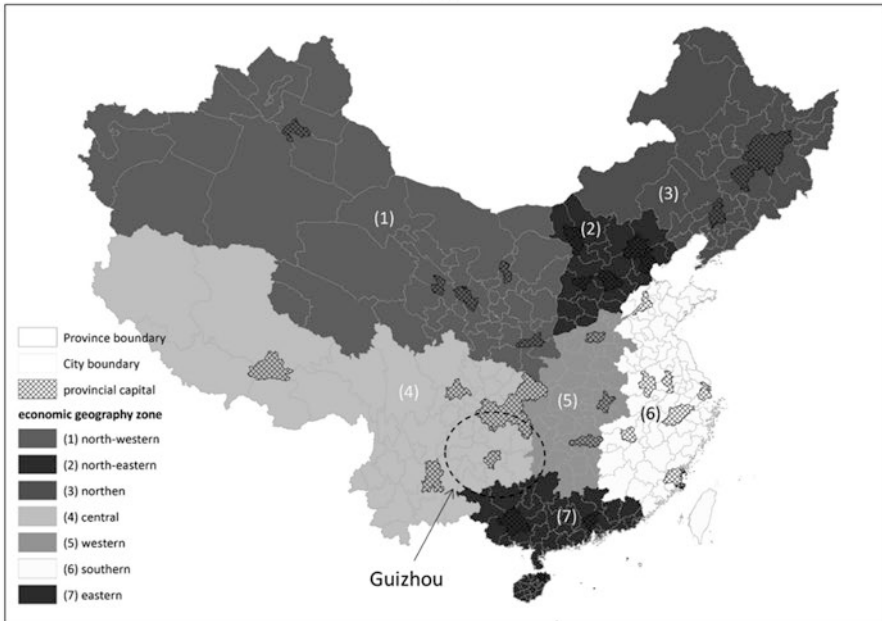 (3)
(2)
(1)
Province boundary
City boundary
provincial capital
economic geography zone
(1) north-western
(2) north-eastern
(3) northen
(4) central
(5) western
(6) southern
(7) eastern
(4)
(5)
(6)
(7)
Guizhou